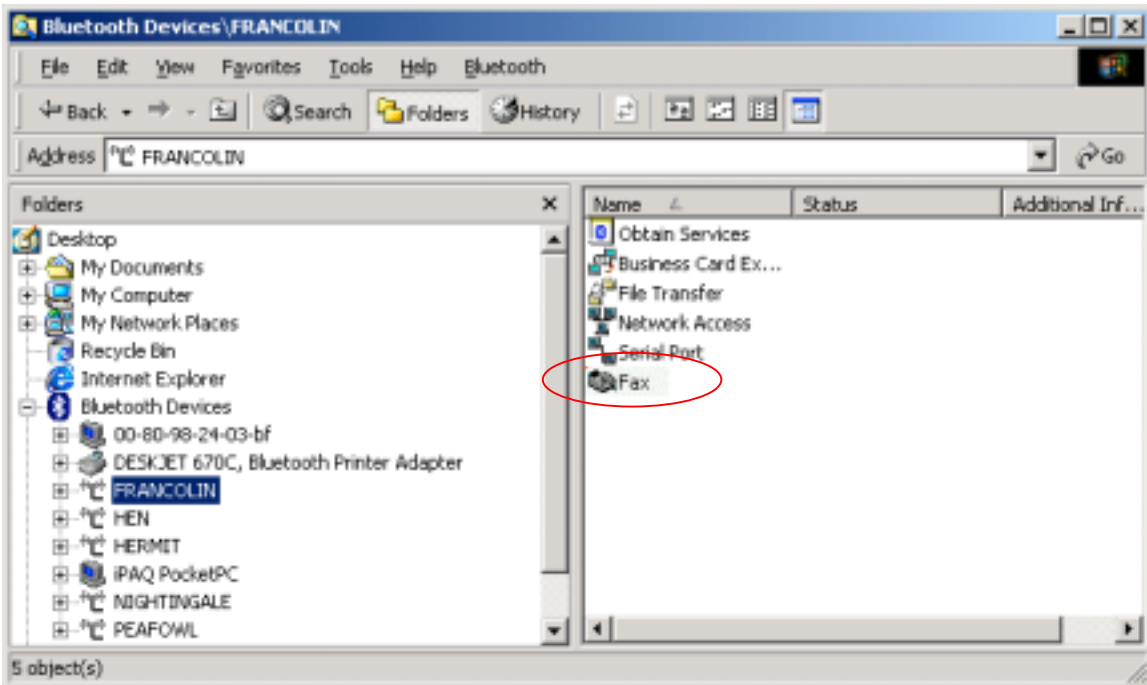 Bluetooth Devices\FRANCOLIN
File Edit View Favorites Tools Help Bluetooth
Back Search Folders History
Address FRANCOLIN Go
Folders
Name Status Additional Inf...
Desktop
My Documents
My Computer
My Network Places
Recycle Bin
Internet Explorer
Bluetooth Devices
00-80-98-24-03-bf
DESKJET 670C, Bluetooth Printer Adapter
FRANCOLIN
HEN
HERMIT
iPAQ PocketPC
NIGHTINGALE
PEAFOWL
Obtain Services
Business Card Ex...
File Transfer
Network Access
Serial Port
Fax
5 object(s)